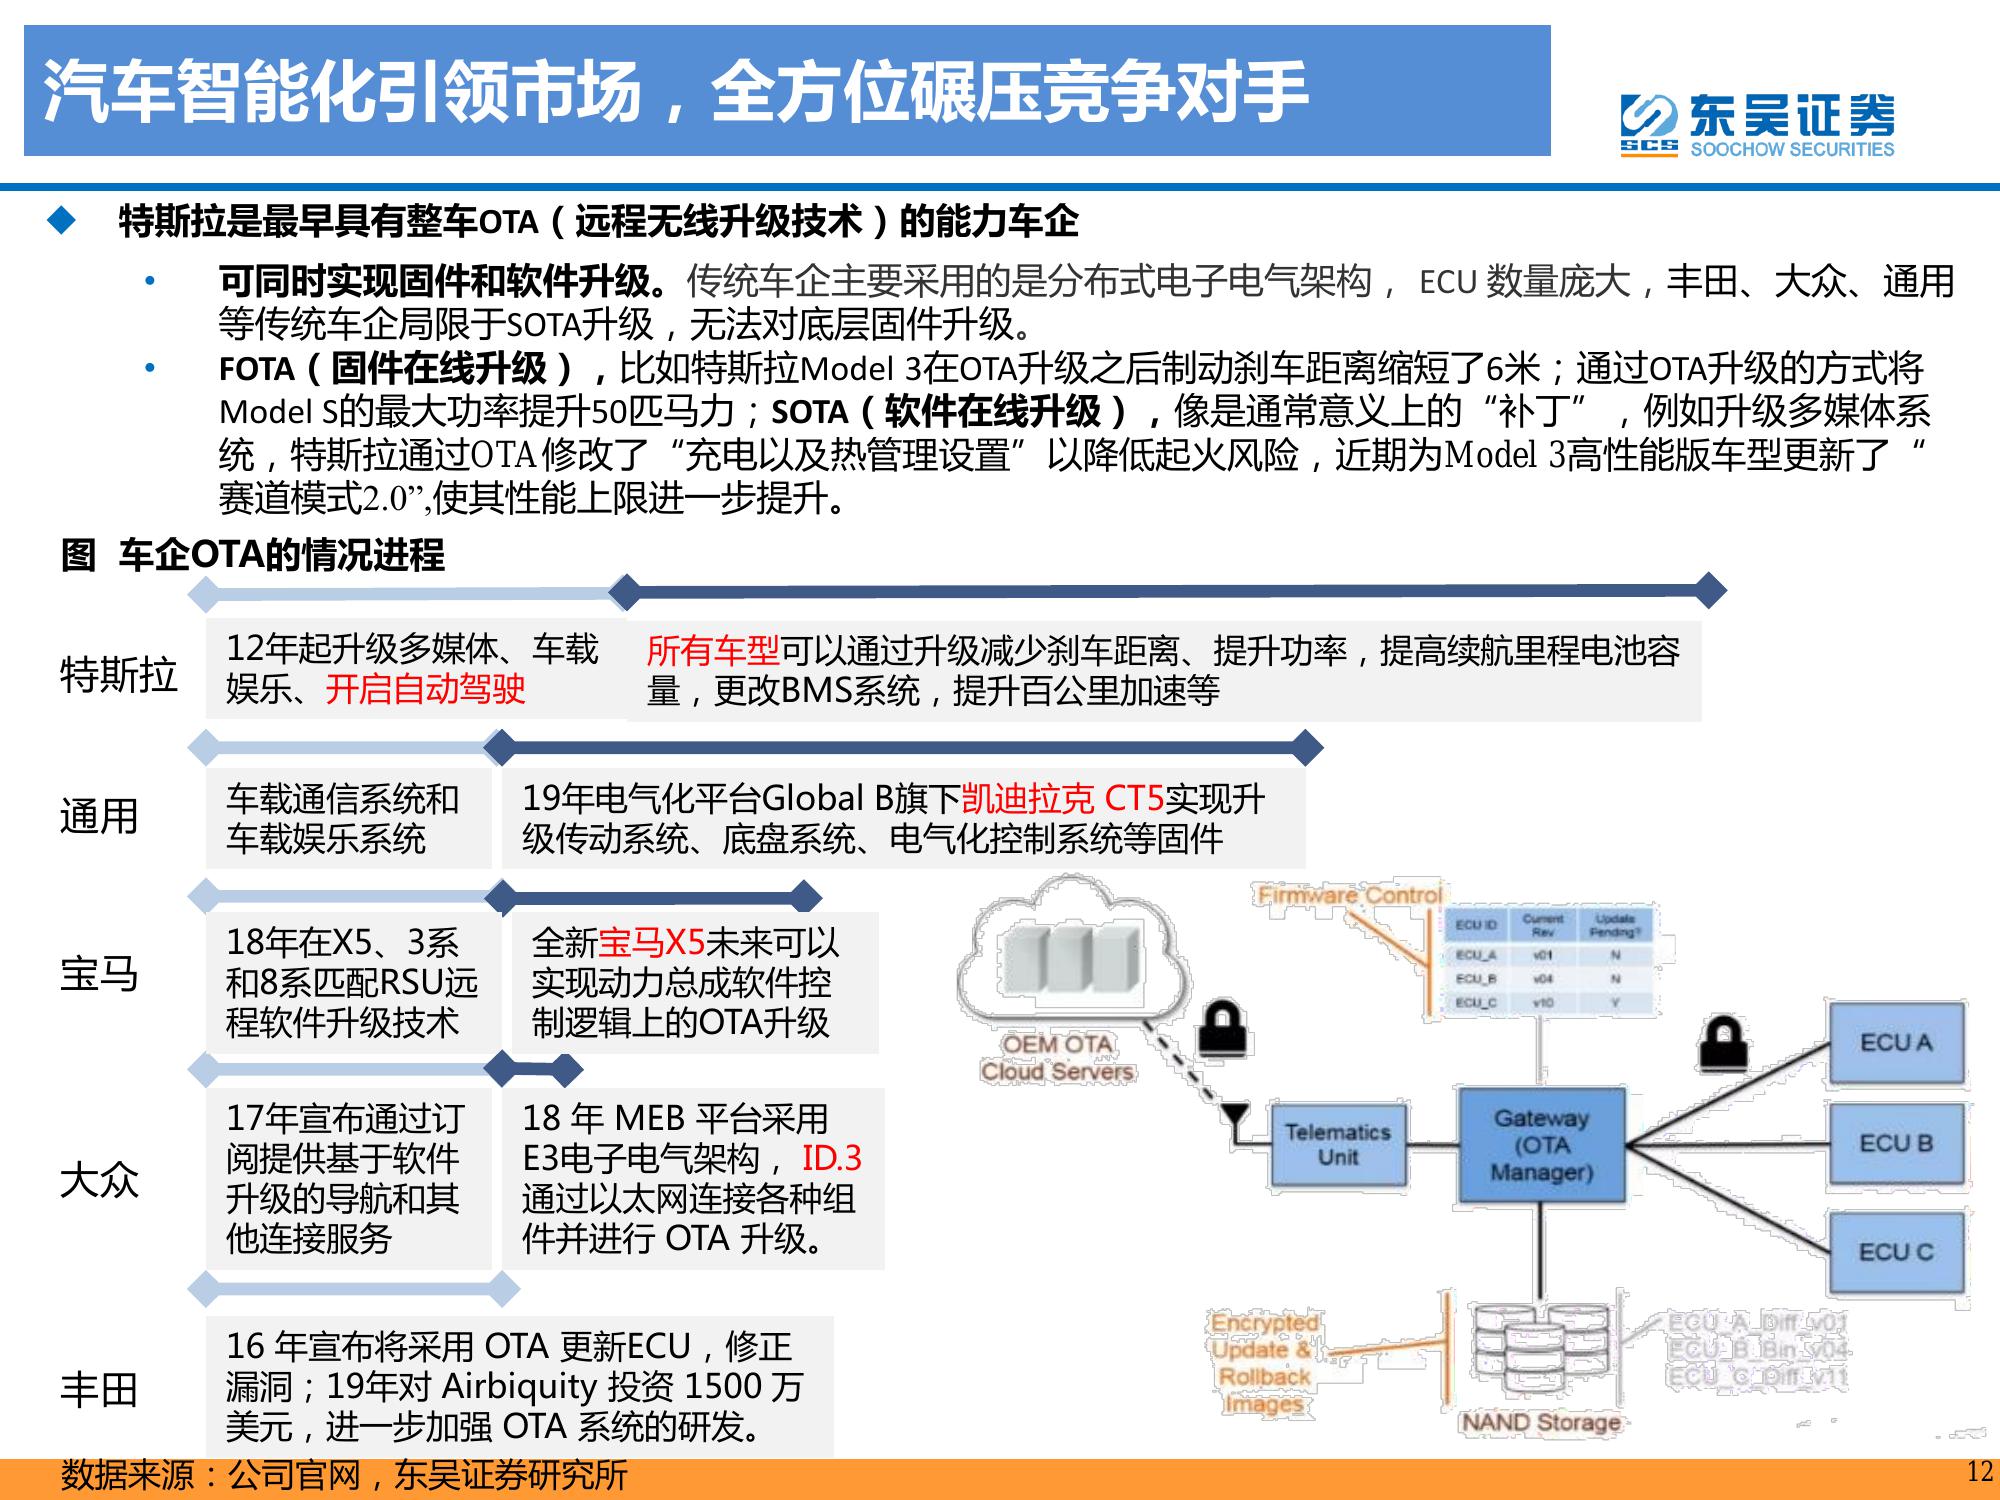 汽车智能化引领市场，全方位碾压竞争对手
东吴证券
SCS
SOOCHOW SECURITIES
特斯拉是最早具有整车OTA（远程无线升级技术）的能力车企
可同时实现固件和软件升级。传统车企主要采用的是分布式电子电气架构， ECU 数量庞大，丰田、大众、通用
等传统车企局限于SOTA升级，无法对底层固件升级。
FOTA（固件在线升级），比如特斯拉Model 3在OTA升级之后制动刹车距离缩短了6米；通过OTA升级的方式将
Model S的最大功率提升50匹马力；SOTA（软件在线升级），像是通常意义上的“补丁”，例如升级多媒体系
统，特斯拉通过OTA修改了“充电以及热管理设置”以降低起火风险，近期为Model 3高性能版车型更新了“
赛道模式2.0”,使其性能上限进一步提升。
图 车企OTA的情况进程
特斯拉
12年起升级多媒体、车载
娱乐、开启自动驾驶
所有车型可以通过升级减少刹车距离、提升功率，提高续航里程电池容
量，更改BMS系统，提升百公里加速等
通用
车载通信系统和
车载娱乐系统
19年电气化平台Global B旗下凯迪拉克 CT5实现升
级传动系统、底盘系统、电气化控制系统等固件
宝马
18年在X5、3系
和8系匹配RSU远
程软件升级技术
全新宝马X5未来可以
实现动力总成软件控
制逻辑上的OTA升级
大众
17年宣布通过订
阅提供基于软件
升级的导航和其
他连接服务
18 年 MEB 平台采用
E3电子电气架构， ID.3
通过以太网连接各种组
件并进行 OTA 升级。
丰田
16 年宣布将采用 OTA 更新ECU，修正
漏洞；19年对 Airbiquity 投资 1500 万
美元，进一步加强 OTA 系统的研发。
Firmware Control
ECU ID Current Rev Update Pending?
ECU_A v01 N
ECU_B v04 N
ECU_C v10 Y
OEM OTA
Cloud Servers
Telematics
Unit
Gateway
(OTA
Manager)
ECU A
ECU B
ECU C
Encrypted
Update &
Rollback
Images
NAND Storage
ECU_A_Diff_v01
ECU_B_Bin_v04
ECU_C_Diff_v11
数据来源：公司官网，东吴证券研究所
12